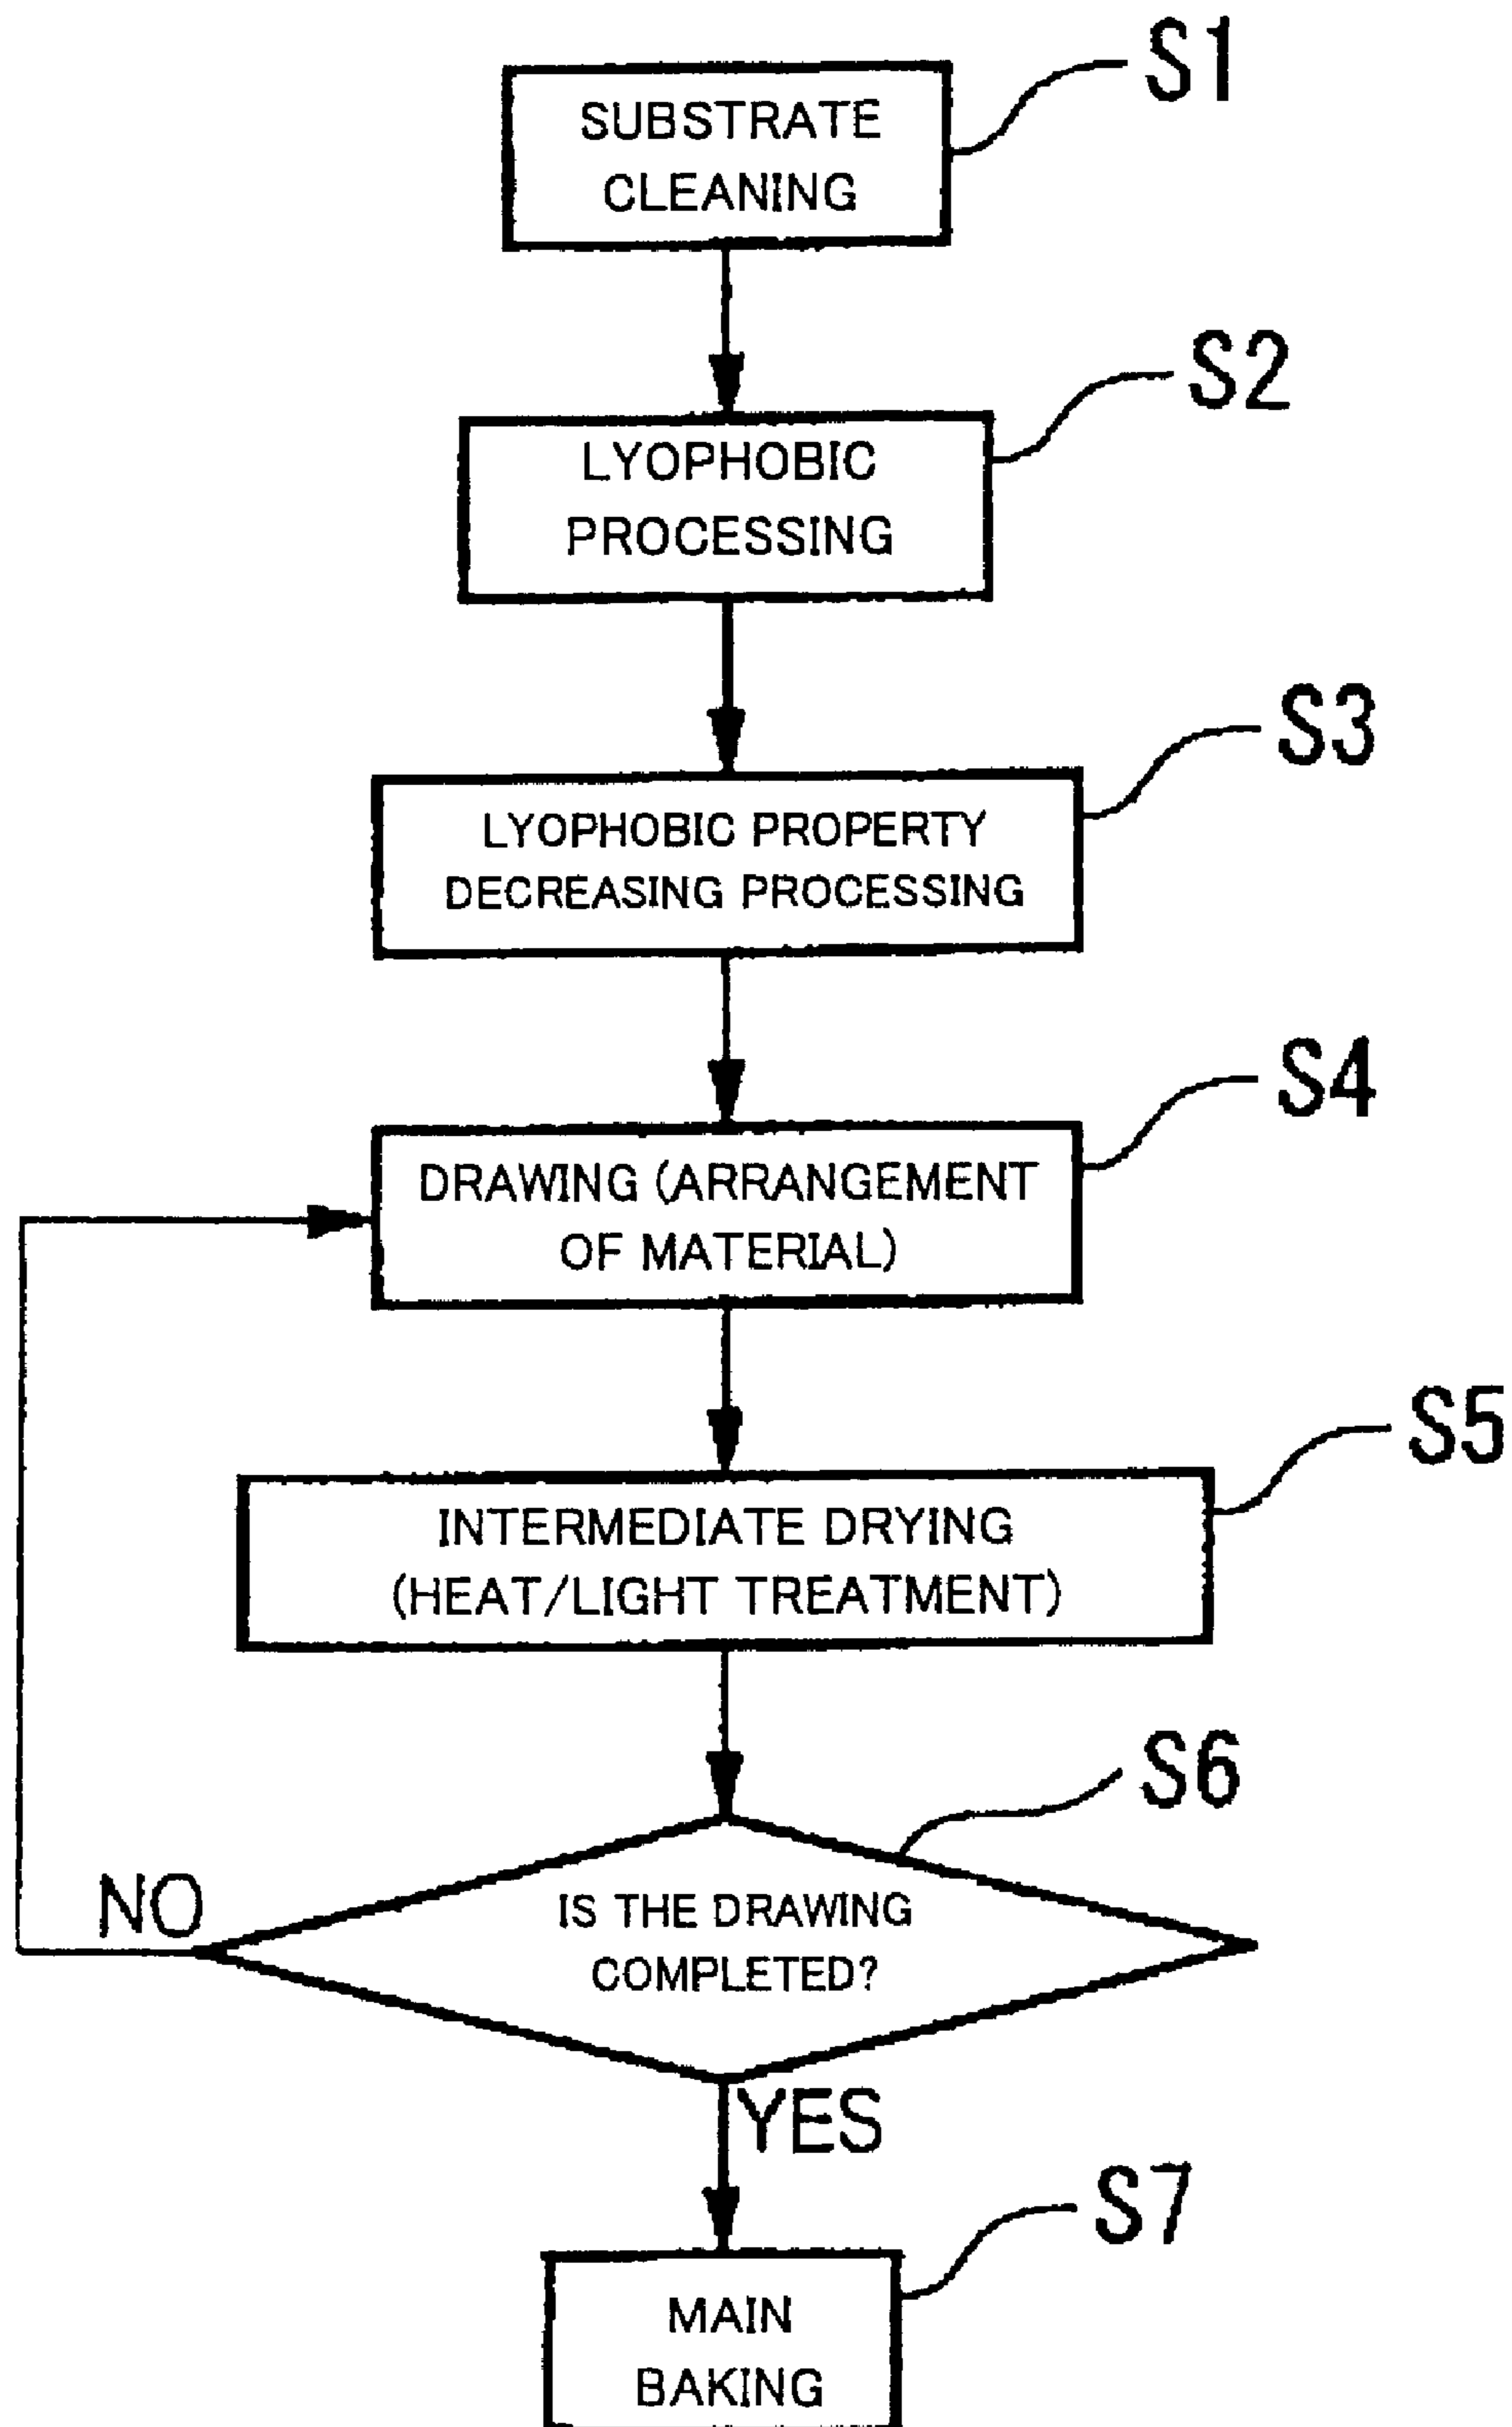 S1
SUBSTRATE
CLEANING
S2
LYOPHOBIC
PROCESSING
S3
LYOPHOBIC PROPERTY
DECREASING PROCESSING
S4
DRAWING (ARRANGEMENT
OF MATERIAL)
S5
INTERMEDIATE DRYING
(HEAT/LIGHT TREATMENT)
S6
NO
IS THE DRAWING
COMPLETED?
YES
S7
MAIN
BAKING